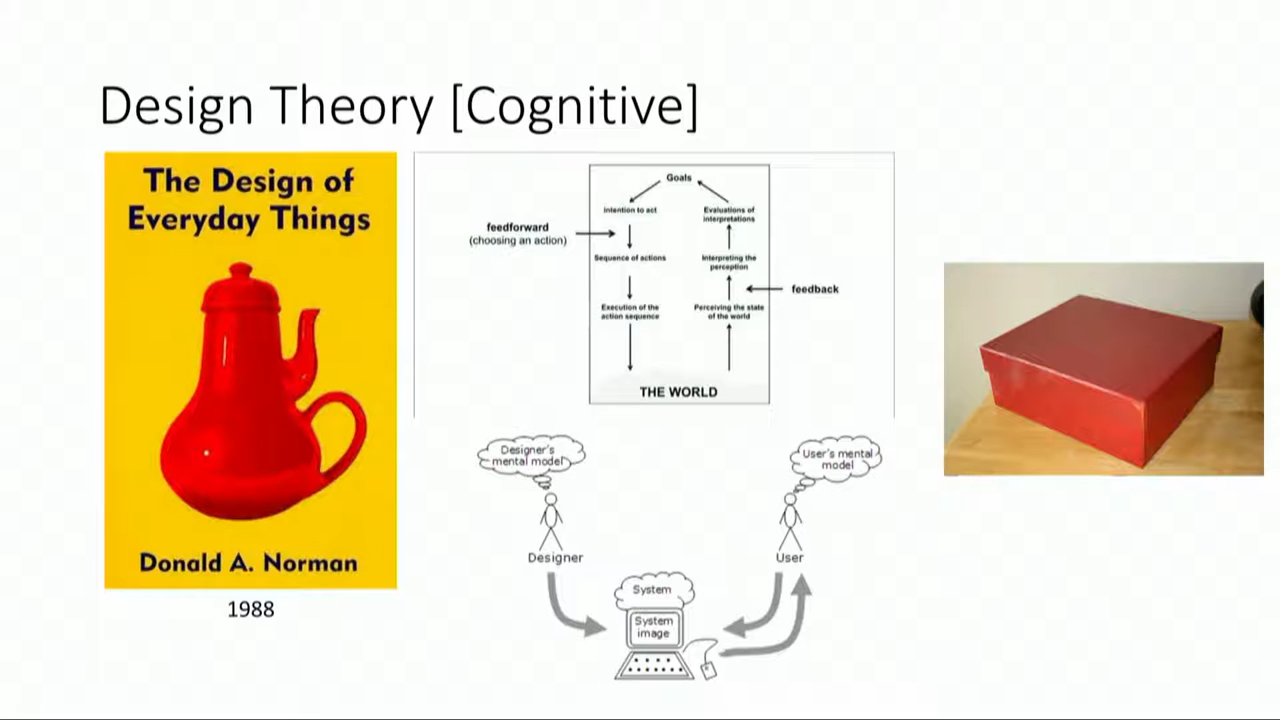 Design Theory [Cognitive]
The Design of
Everyday Things
Donald A. Norman
1988
Goals
Intention to act
Evaluations of
interpretations
feedforward
(choosing an action)
Sequence of actions
Interpreting the
perception
feedback
Execution of the
action sequence
Perceiving the state
of the world
THE WORLD
Designer's
mental model
User's mental
model
Designer
User
System
System
image